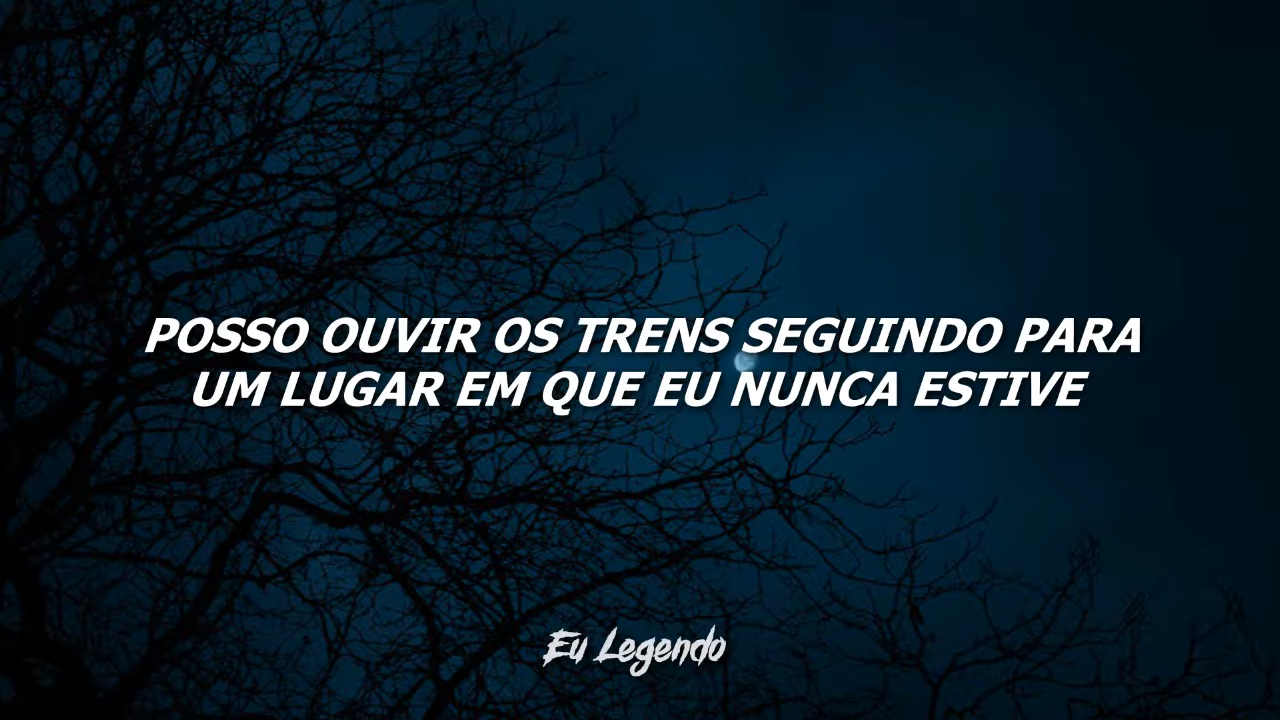 POSSO OUVIR OS TRENS SEGUINDO PARA
UM LUGAR EM QUE EU NUNCA ESTIVE
Eu Legendo